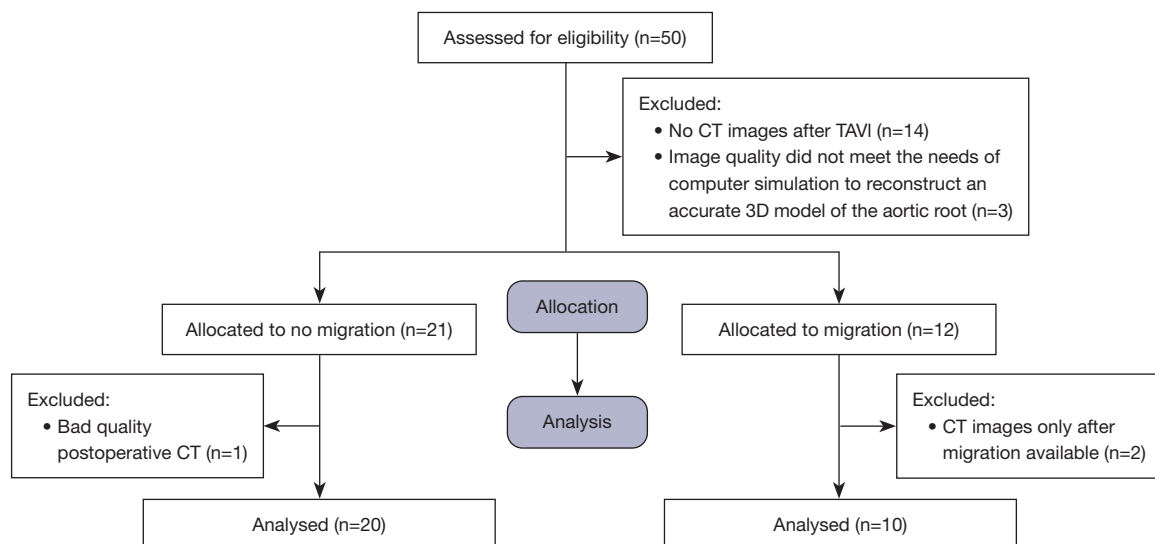 Assessed for eligibility (n=50)
Excluded:
• No CT images after TAVI (n=14)
• Image quality did not meet the needs of
computer simulation to reconstruct an
accurate 3D model of the aortic root (n=3)
Allocation
Allocated to no migration (n=21)
Allocated to migration (n=12)
Analysis
Excluded:
• Bad quality
postoperative CT (n=1)
Excluded:
• CT images only after
migration available (n=2)
Analysed (n=20)
Analysed (n=10)